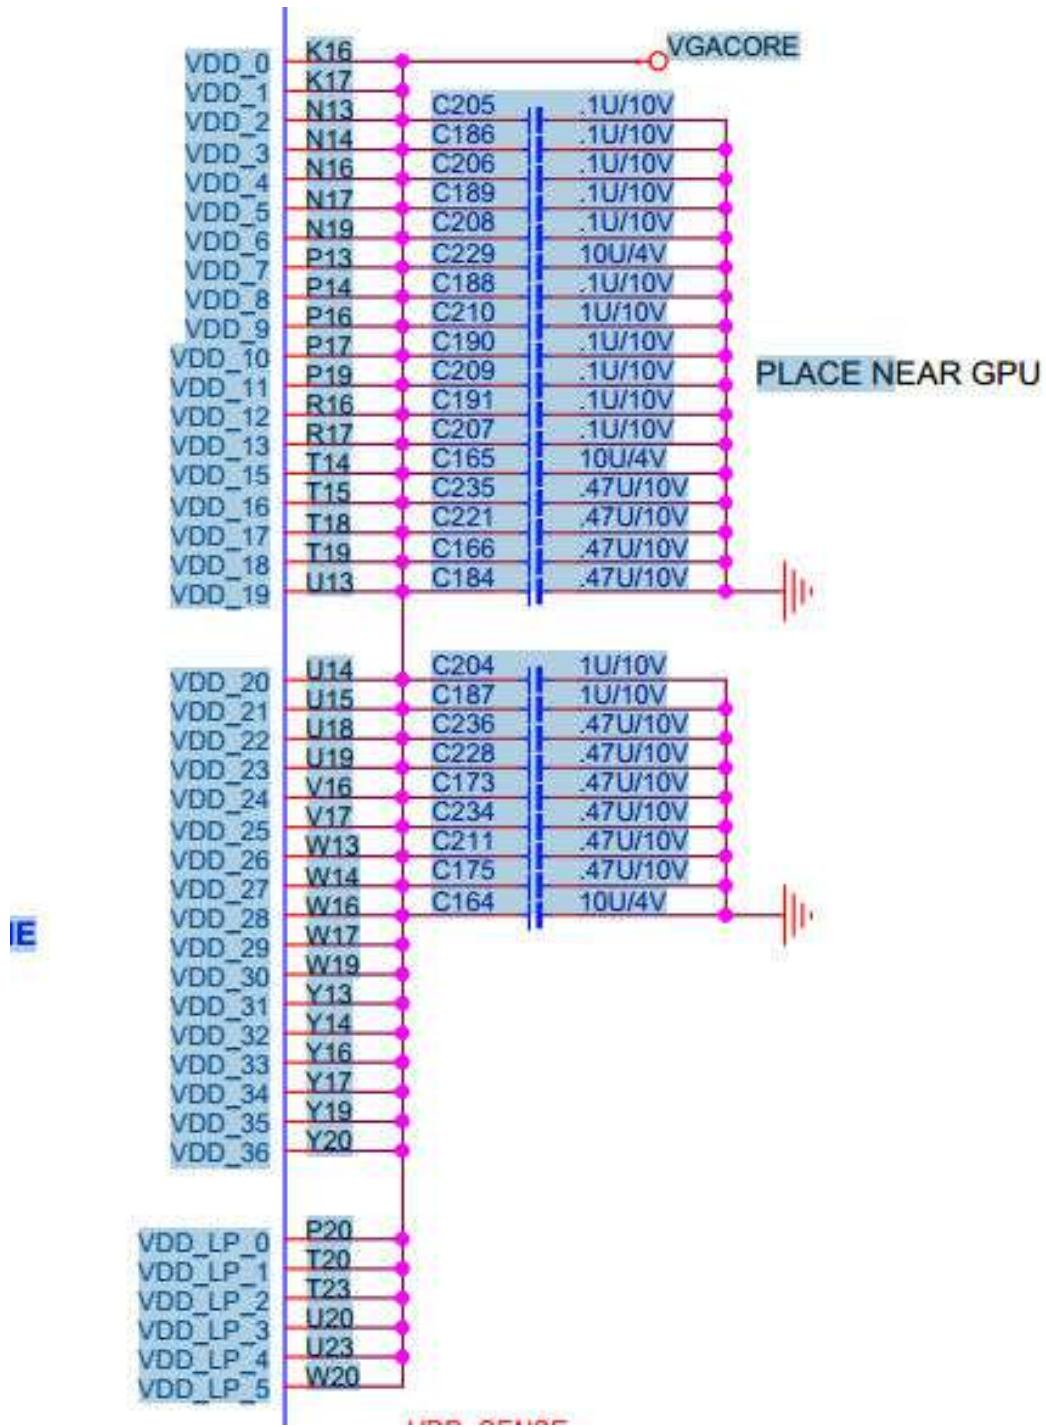 K16 VGACORE
VDD_0
K17
VDD_1
N13 C205 .1U/10V
VDD_2
N14 C186 .1U/10V
VDD_3
N16 C206 .1U/10V
VDD_4
N17 C189 .1U/10V
VDD_5
N19 C208 .1U/10V
VDD_6
P13 C229 10U/4V
VDD_7
P14 C188 .1U/10V
VDD_8
P16 C210 1U/10V
VDD_9
P17 C190 .1U/10V
VDD_10
P19 C209 .1U/10V PLACE NEAR GPU
VDD_11
R16 C191 .1U/10V
VDD_12
R17 C207 .1U/10V
VDD_13
T14 C165 10U/4V
VDD_15
T15 C235 .47U/10V
VDD_16
T18 C221 .47U/10V
VDD_17
T19 C166 .47U/10V
VDD_18
U13 C184 .47U/10V
VDD_19
U14 C204 1U/10V
VDD_20
U15 C187 1U/10V
VDD_21
U18 C236 .47U/10V
VDD_22
U19 C228 .47U/10V
VDD_23
V16 C173 .47U/10V
VDD_24
V17 C234 .47U/10V
VDD_25
W13 C211 .47U/10V
VDD_26
W14 C175 .47U/10V
VDD_27
W16 C164 10U/4V
VDD_28
W17
VDD_29
W19
VDD_30
Y13
VDD_31
Y14
VDD_32
Y16
VDD_33
Y17
VDD_34
Y19
VDD_35
Y20
VDD_36
P20
VDD_LP_0
T20
VDD_LP_1
T23
VDD_LP_2
U20
VDD_LP_3
U23
VDD_LP_4
W20
VDD_LP_5